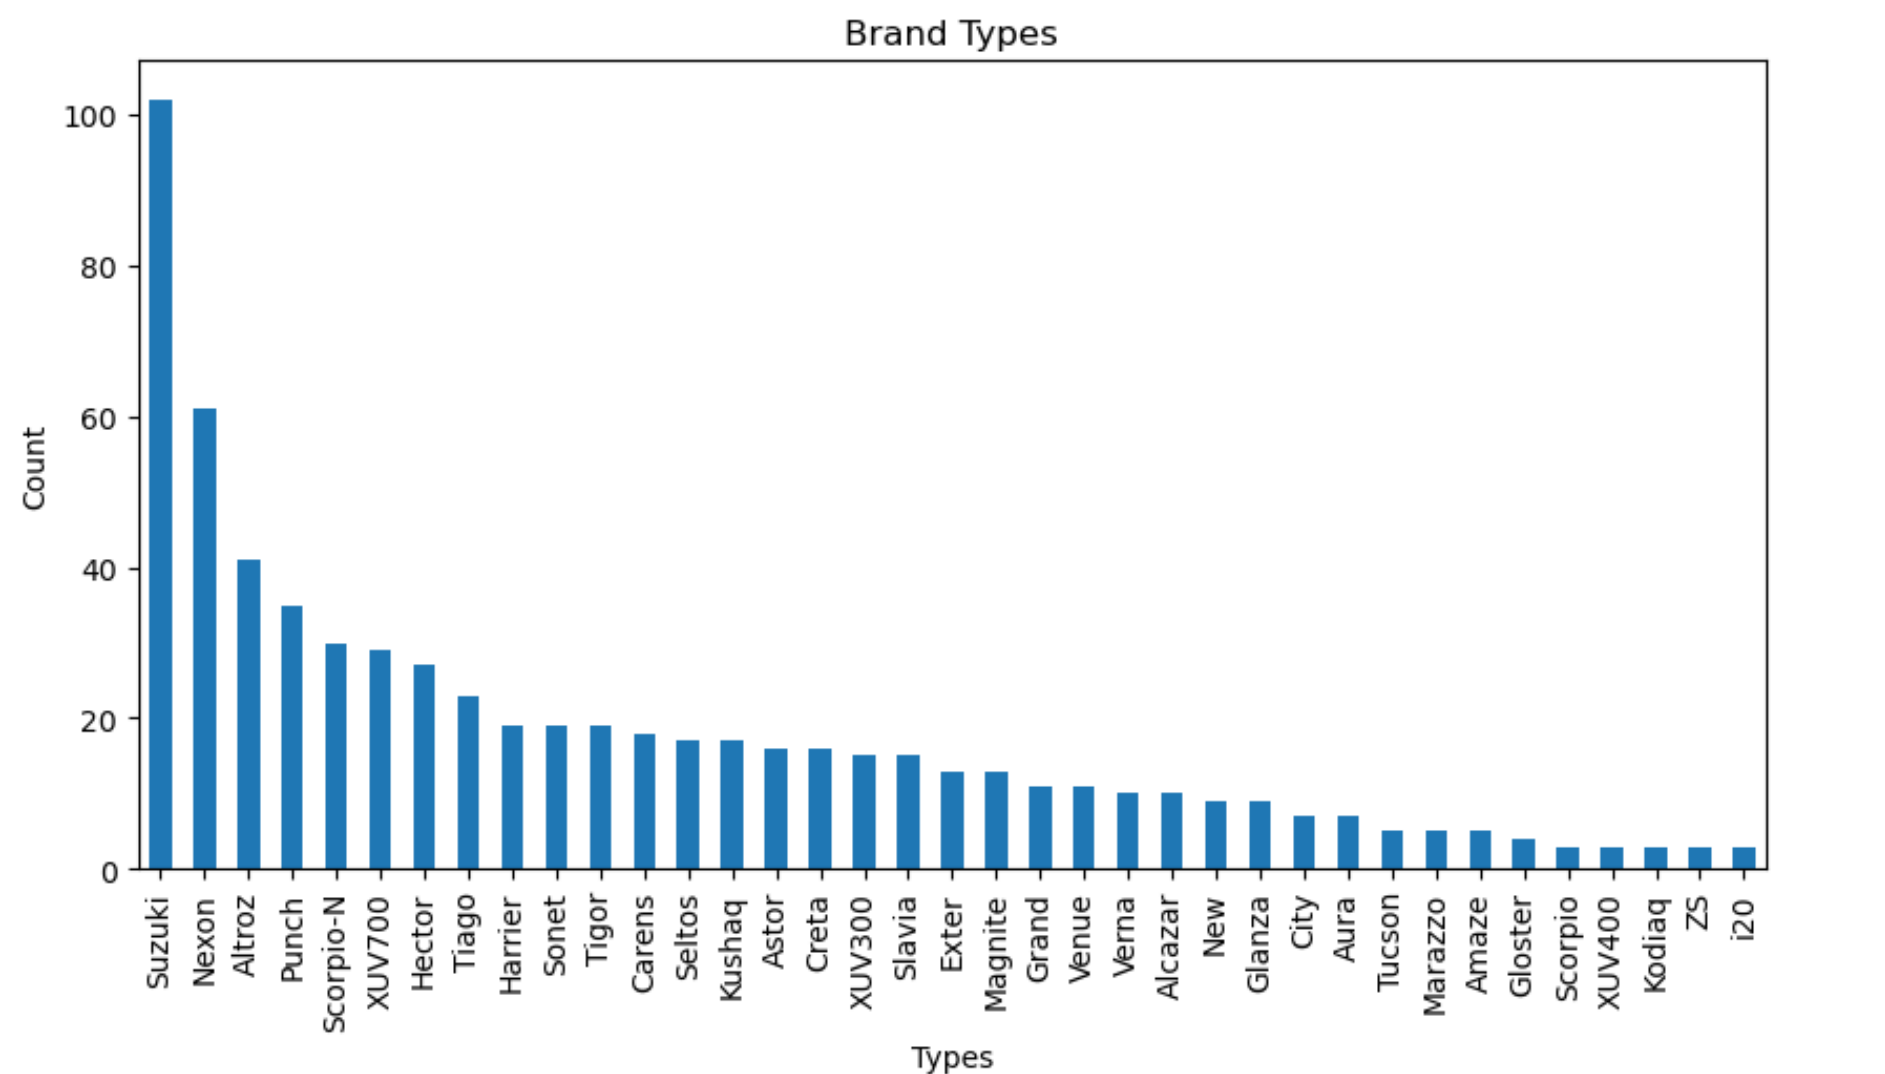 Brand Types
100
80
60
40
20
0
Count
Suzuki
Nexon
Altroz
Punch
Scorpio-N
XUV700
Hector
Tiago
Harrier
Sonet
Tigor
Carens
Seltos
Kushaq
Astor
Creta
XUV300
Slavia
Exter
Magnite
Grand
Venue
Verna
Alcazar
New
Glanza
City
Aura
Tucson
Marazzo
Amaze
Gloster
Scorpio
XUV400
Kodiaq
ZS
i20
Types